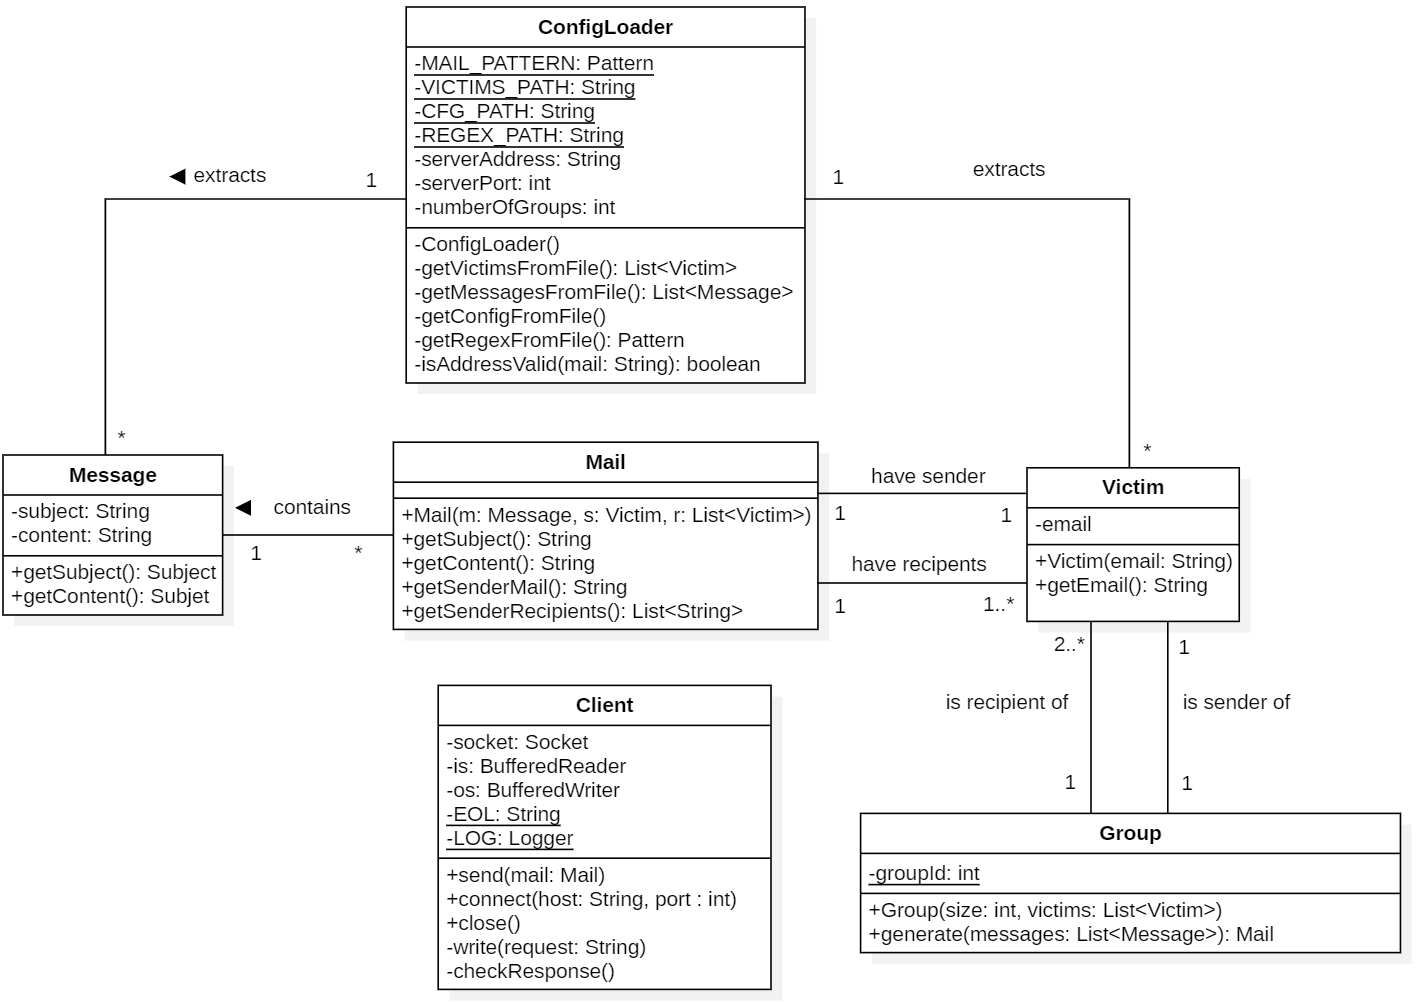 ConfigLoader
-MAIL_PATTERN: Pattern
-VICTIMS_PATH: String
-CFG_PATH: String
-REGEX_PATH: String
-serverAddress: String
-serverPort: int
-numberOfGroups: int
-ConfigLoader()
-getVictimsFromFile(): List<Victim>
-getMessagesFromFile(): List<Message>
-getConfigFromFile()
-getRegexFromFile(): Pattern
-isAddressValid(mail: String): boolean
◀ extracts
1
*
1
extracts
*
Message
-subject: String
-content: String
+getSubject(): Subject
+getContent(): Subjet
◀ contains
1
*
Mail
+Mail(m: Message, s: Victim, r: List<Victim>)
+getSubject(): String
+getContent(): String
+getSenderMail(): String
+getSenderRecipients(): List<String>
have sender
1
1
have recipents
1
1..*
Victim
-email
+Victim(email: String)
+getEmail(): String
2..*
1
is recipient of
is sender of
1
1
Client
-socket: Socket
-is: BufferedReader
-os: BufferedWriter
-EOL: String
-LOG: Logger
+send(mail: Mail)
+connect(host: String, port : int)
+close()
-write(request: String)
-checkResponse()
Group
-groupId: int
+Group(size: int, victims: List<Victim>)
+generate(messages: List<Message>): Mail